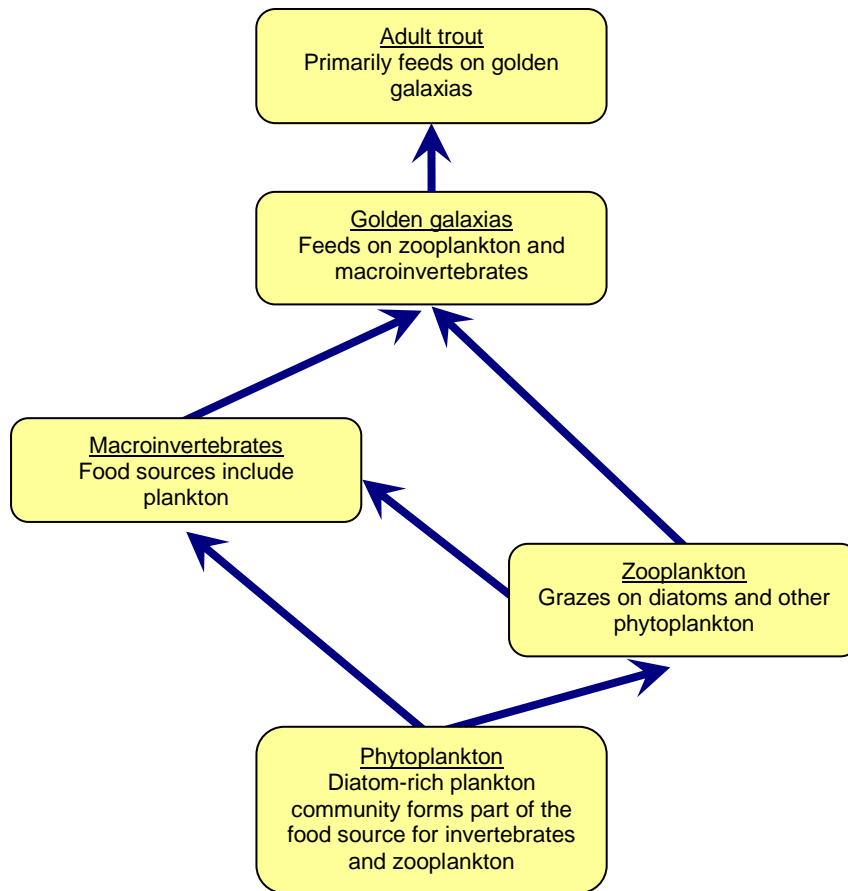 Adult trout
Primarily feeds on golden
galaxias
Golden galaxias
Feeds on zooplankton and
macroinvertebrates
Macroinvertebrates
Food sources include
plankton
Zooplankton
Grazes on diatoms and other
phytoplankton
Phytoplankton
Diatom-rich plankton
community forms part of the
food source for invertebrates
and zooplankton